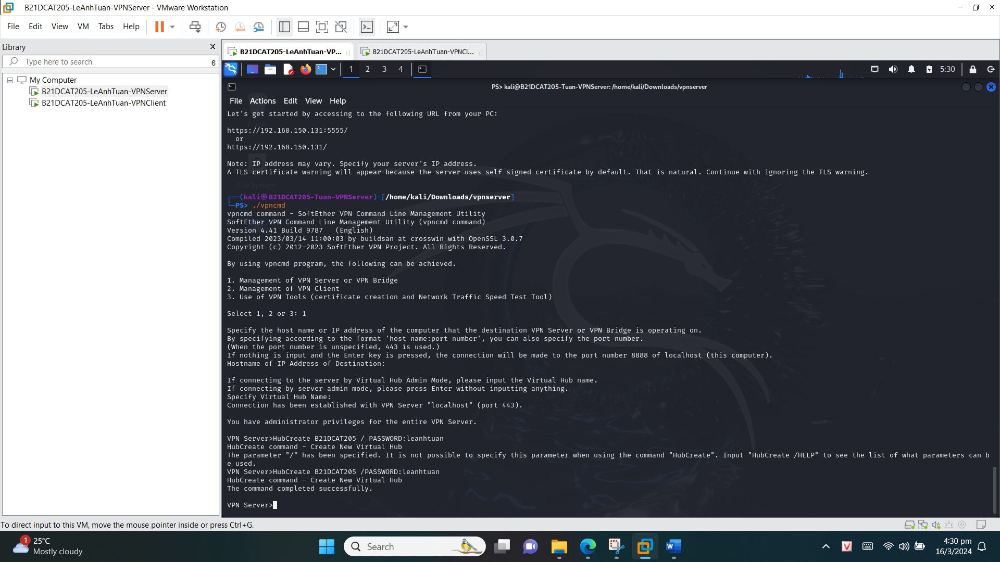 B21DCAT205-LeAnhTuan-VPNServer - VMware Workstation
File Edit View VM Tabs Help
Library
Type here to search
6
My Computer
B21DCAT205-LeAnhTuan-VPNServer
B21DCAT205-LeAnhTuan-VPNClient
B21DCAT205-LeAnhTuan-VP...
B21DCAT205-LeAnhTuan-VPNCl...
1 2 3 4
5:30
PS> kali@B21DCAT205-Tuan-VPNServer: /home/kali/Downloads/vpnserver
File Actions Edit View Help
Let's get started by accessing to the following URL from your PC:
https://192.168.150.131:5555/
or
https://192.168.150.131/
Note: IP address may vary. Specify your server's IP address.
A TLS certificate warning will appear because the server uses self signed certificate by default. That is natural. Continue with ignoring the TLS warning.
File System
┌──(kali㉿B21DCAT205-Tuan-VPNServer)-[/home/kali/Downloads/vpnserver]
└─PS> ./vpncmd
vpncmd command - SoftEther VPN Command Line Management Utility
SoftEther VPN Command Line Management Utility (vpncmd command)
Version 4.41 Build 9787   (English)
Compiled 2023/03/14 11:00:03 by buildsan at crosswin with OpenSSL 3.0.7
Copyright (c) 2012-2023 SoftEther VPN Project. All Rights Reserved.
By using vpncmd program, the following can be achieved.
1. Management of VPN Server or VPN Bridge
2. Management of VPN Client
3. Use of VPN Tools (certificate creation and Network Traffic Speed Test Tool)
Select 1, 2 or 3: 1
Specify the host name or IP address of the computer that the destination VPN Server or VPN Bridge is operating on.
By specifying according to the format 'host name:port number', you can also specify the port number.
(When the port number is unspecified, 443 is used.)
If nothing is input and the Enter key is pressed, the connection will be made to the port number 8888 of localhost (this computer).
Hostname of IP Address of Destination:
If connecting to the server by Virtual Hub Admin Mode, please input the Virtual Hub name.
If connecting by server admin mode, please press Enter without inputting anything.
Specify Virtual Hub Name:
Connection has been established with VPN Server "localhost" (port 443).
You have administrator privileges for the entire VPN Server.
VPN Server>HubCreate B21DCAT205 / PASSWORD:leanhtuan
HubCreate command - Create New Virtual Hub
The parameter "/" has been specified. It is not possible to specify this parameter when using the command "HubCreate". Input "HubCreate /HELP" to see the list of what parameters can b
e used.
VPN Server>HubCreate B21DCAT205 /PASSWORD:leanhtuan
HubCreate command - Create New Virtual Hub
The command completed successfully.
VPN Server>
To direct input to this VM, move the mouse pointer inside or press Ctrl+G.
1
25°C
Mostly cloudy
Search
4:30 pm
16/3/2024